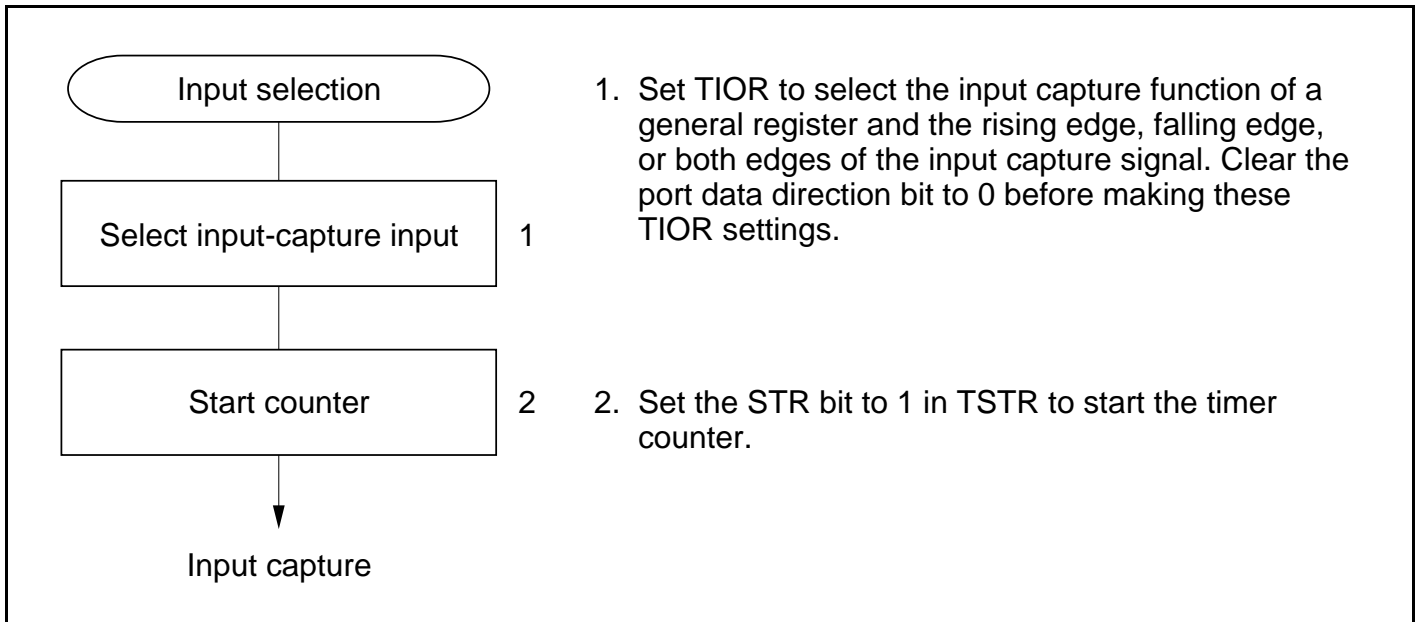 Input selection
Select input-capture input
1
Start counter
2
Input capture
1. Set TIOR to select the input capture function of a
general register and the rising edge, falling edge,
or both edges of the input capture signal. Clear the
port data direction bit to 0 before making these
TIOR settings.
2. Set the STR bit to 1 in TSTR to start the timer
counter.